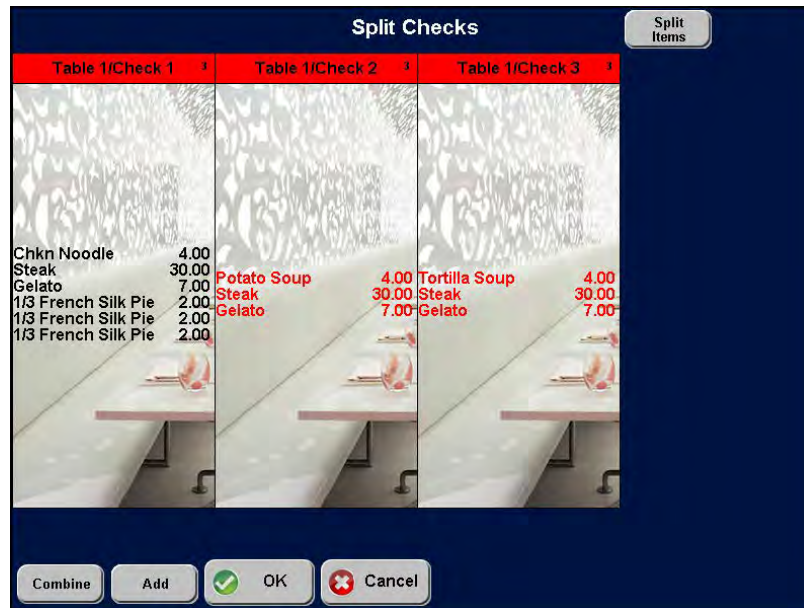 Split Checks
Split
Items
Table 1/Check 1 3
Table 1/Check 2 3
Table 1/Check 3 3
Chkn Noodle 4.00
Steak 30.00
Gelato 7.00
1/3 French Silk Pie 2.00
1/3 French Silk Pie 2.00
1/3 French Silk Pie 2.00
Potato Soup 4.00
Steak 30.00
Gelato 7.00
Tortilla Soup 4.00
Steak 30.00
Gelato 7.00
Combine
Add
OK
Cancel